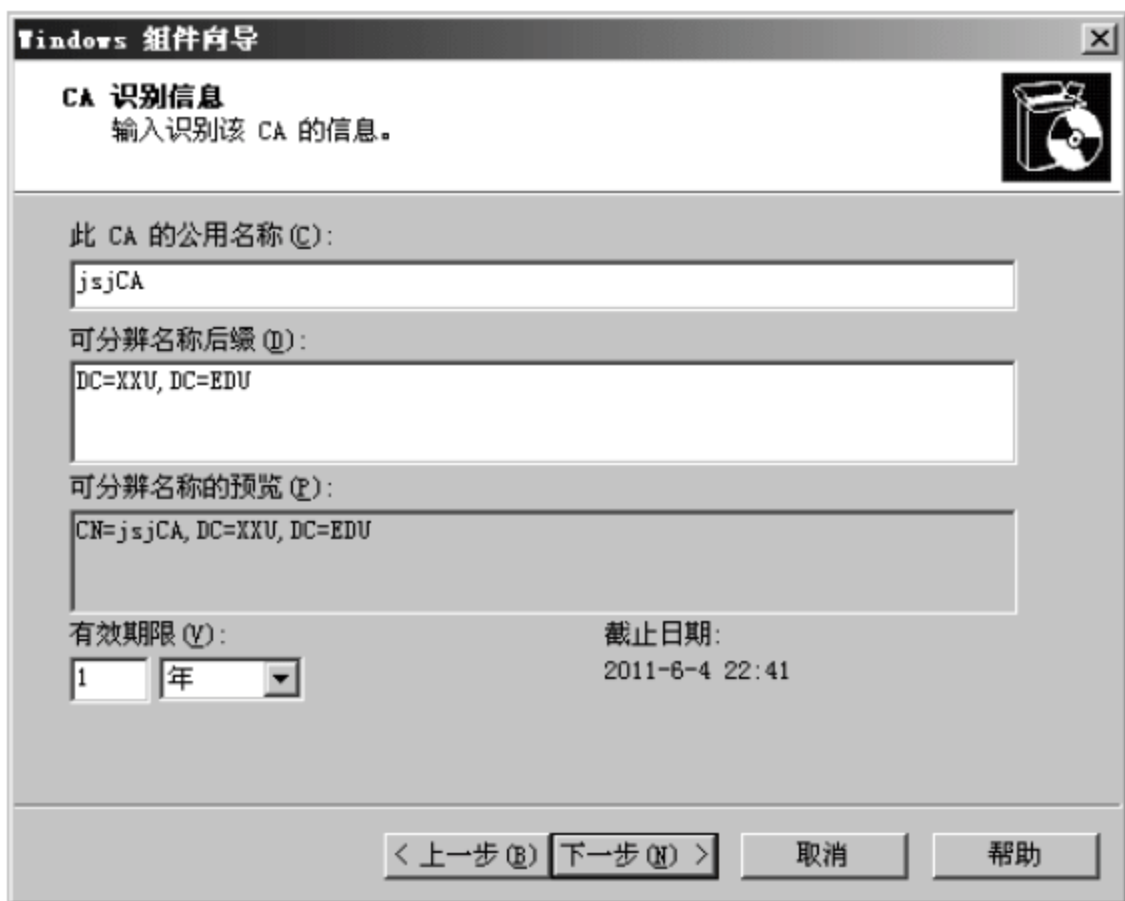 Windows 组件向导
CA 识别信息
输入识别该 CA 的信息。
此 CA 的公用名称(C):
jsjCA
可分辨名称后缀(D):
DC=XXU, DC=EDU
可分辨名称的预览(P):
CN=jsjCA, DC=XXU, DC=EDU
有效期限(V):
截止日期:
1 年
2011-6-4 22:41
< 上一步(B) 下一步(N) > 取消 帮助